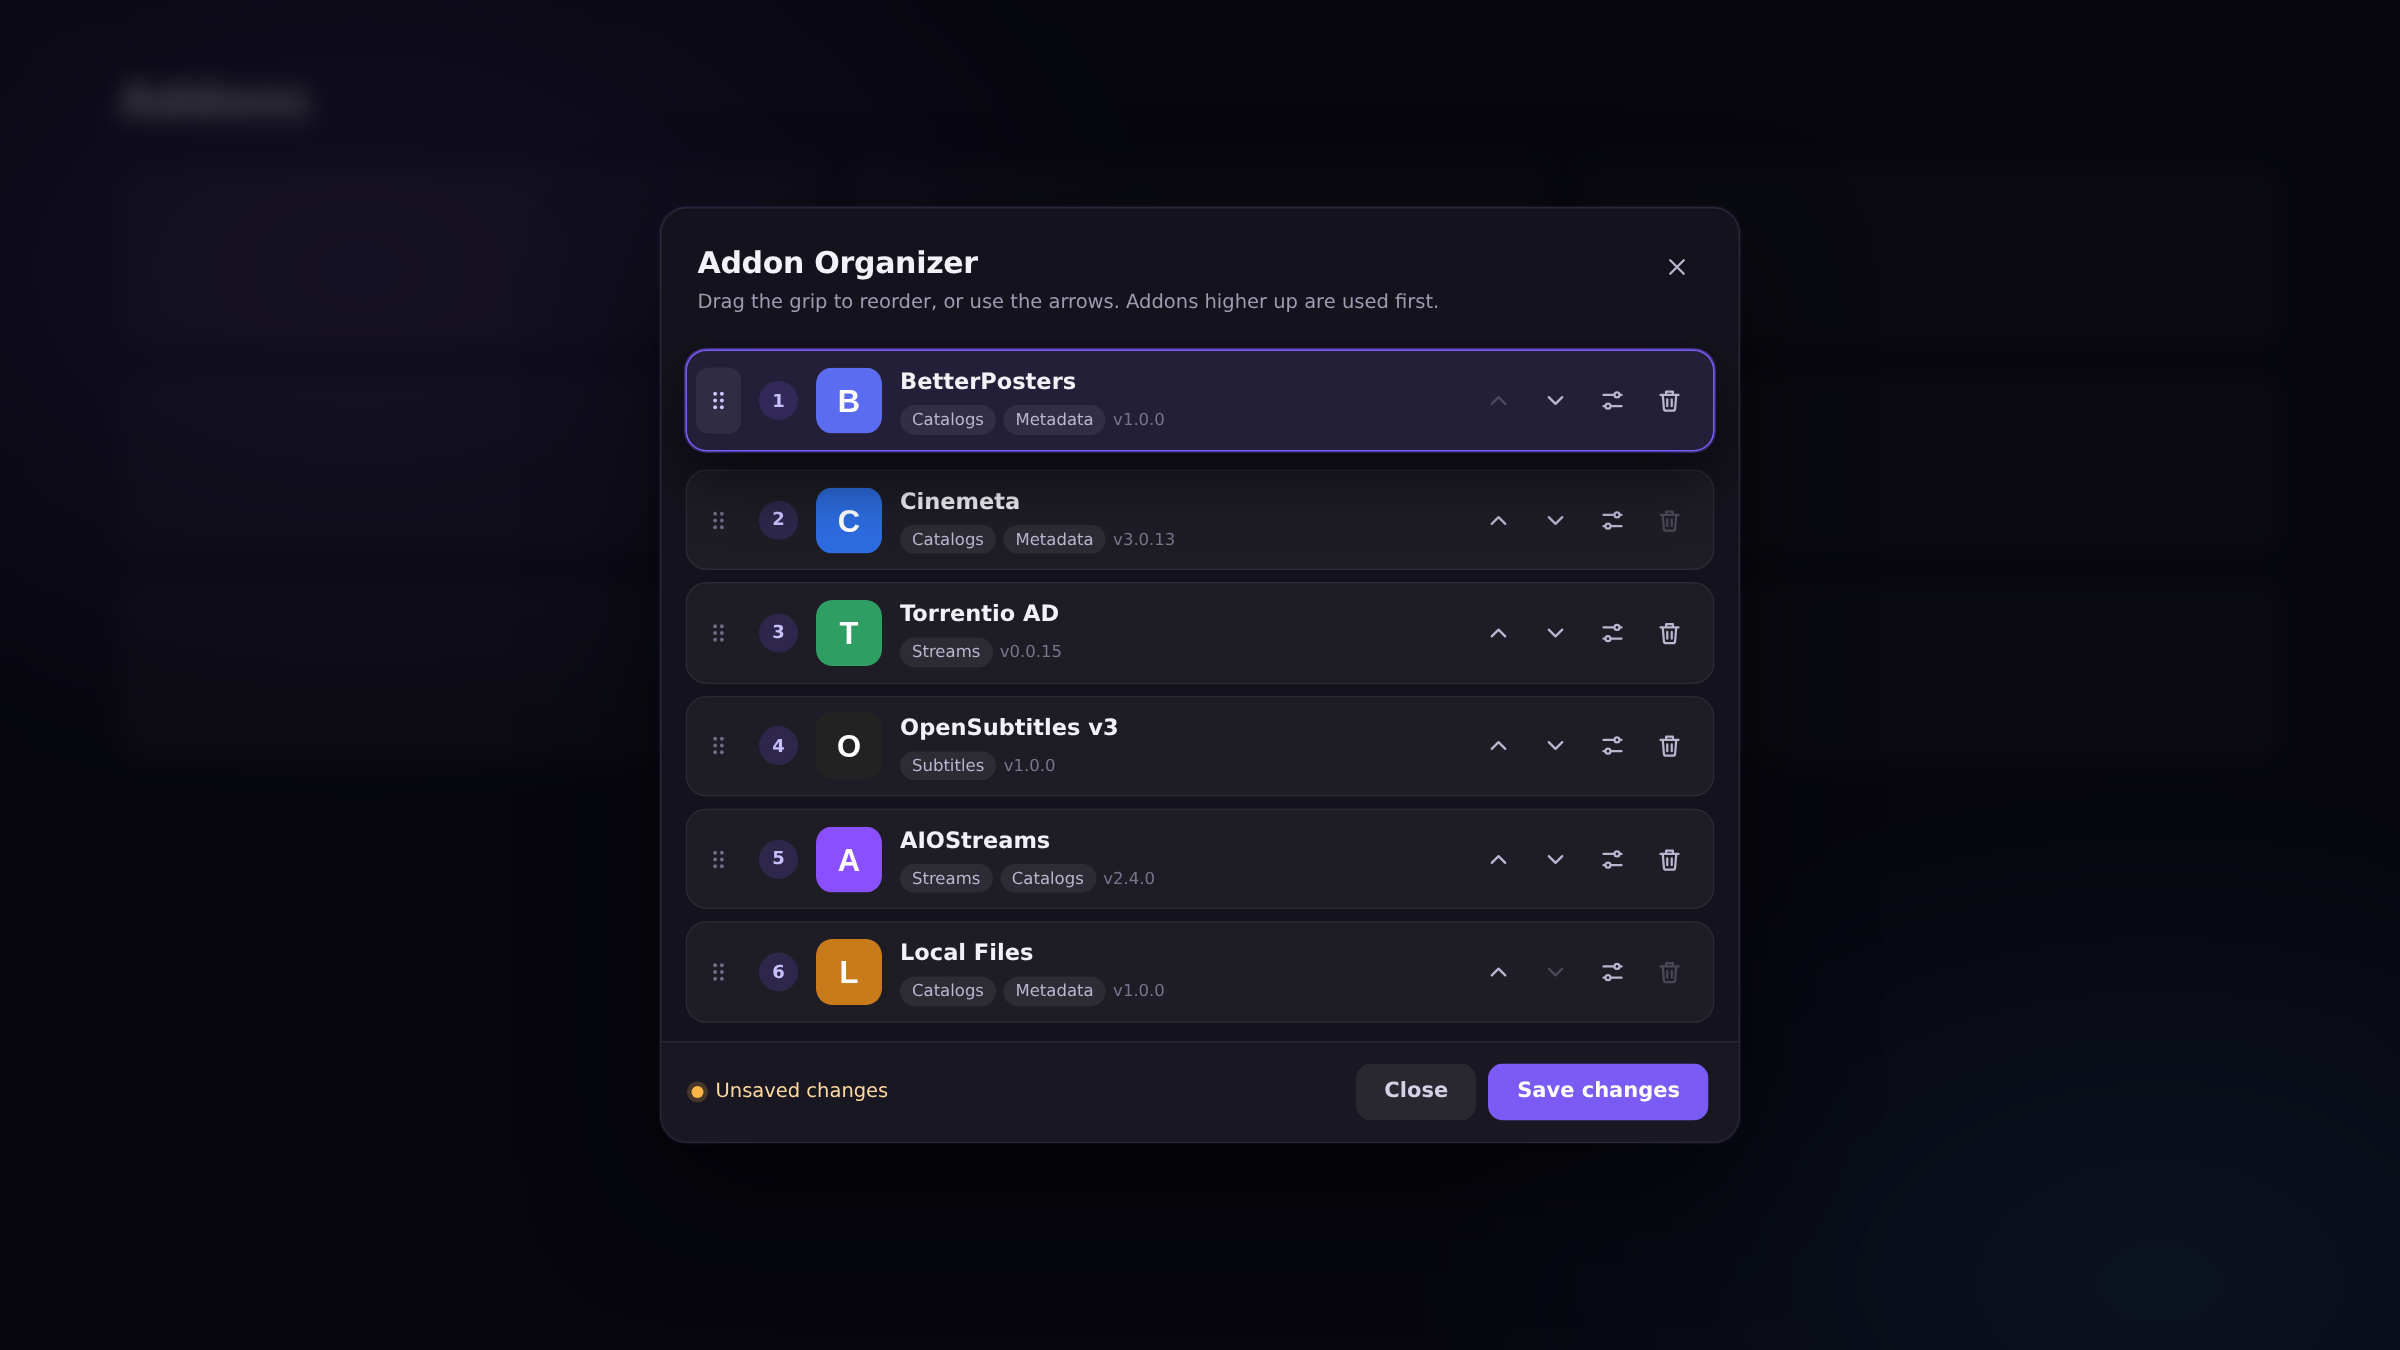 Addons
Addon Organizer
Drag the grip to reorder, or use the arrows. Addons higher up are used first.
1 B BetterPosters
Catalogs Metadata v1.0.0
2 C Cinemeta
Catalogs Metadata v3.0.13
3 T Torrentio AD
Streams v0.0.15
4 O OpenSubtitles v3
Subtitles v1.0.0
5 A AIOStreams
Streams Catalogs v2.4.0
6 L Local Files
Catalogs Metadata v1.0.0
Unsaved changes Close Save changes